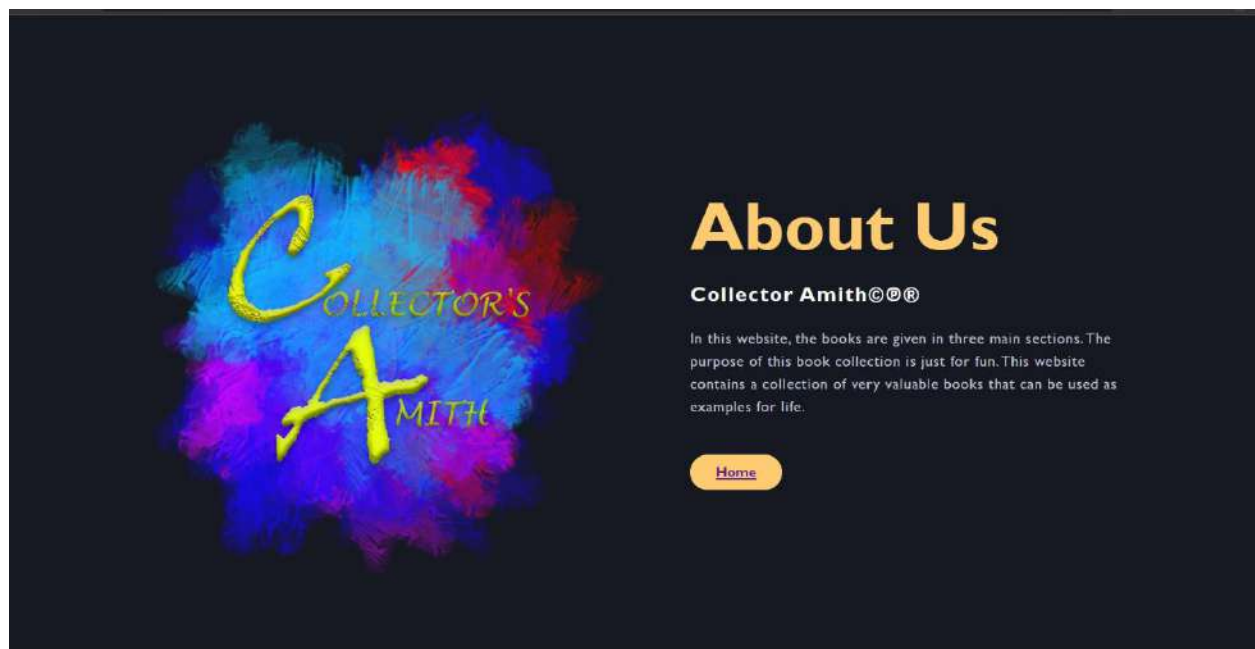 COLLECTOR'S
AMITH
About Us
Collector Amith©℗®
In this website, the books are given in three main sections. The
purpose of this book collection is just for fun. This website
contains a collection of very valuable books that can be used as
examples for life.
Home